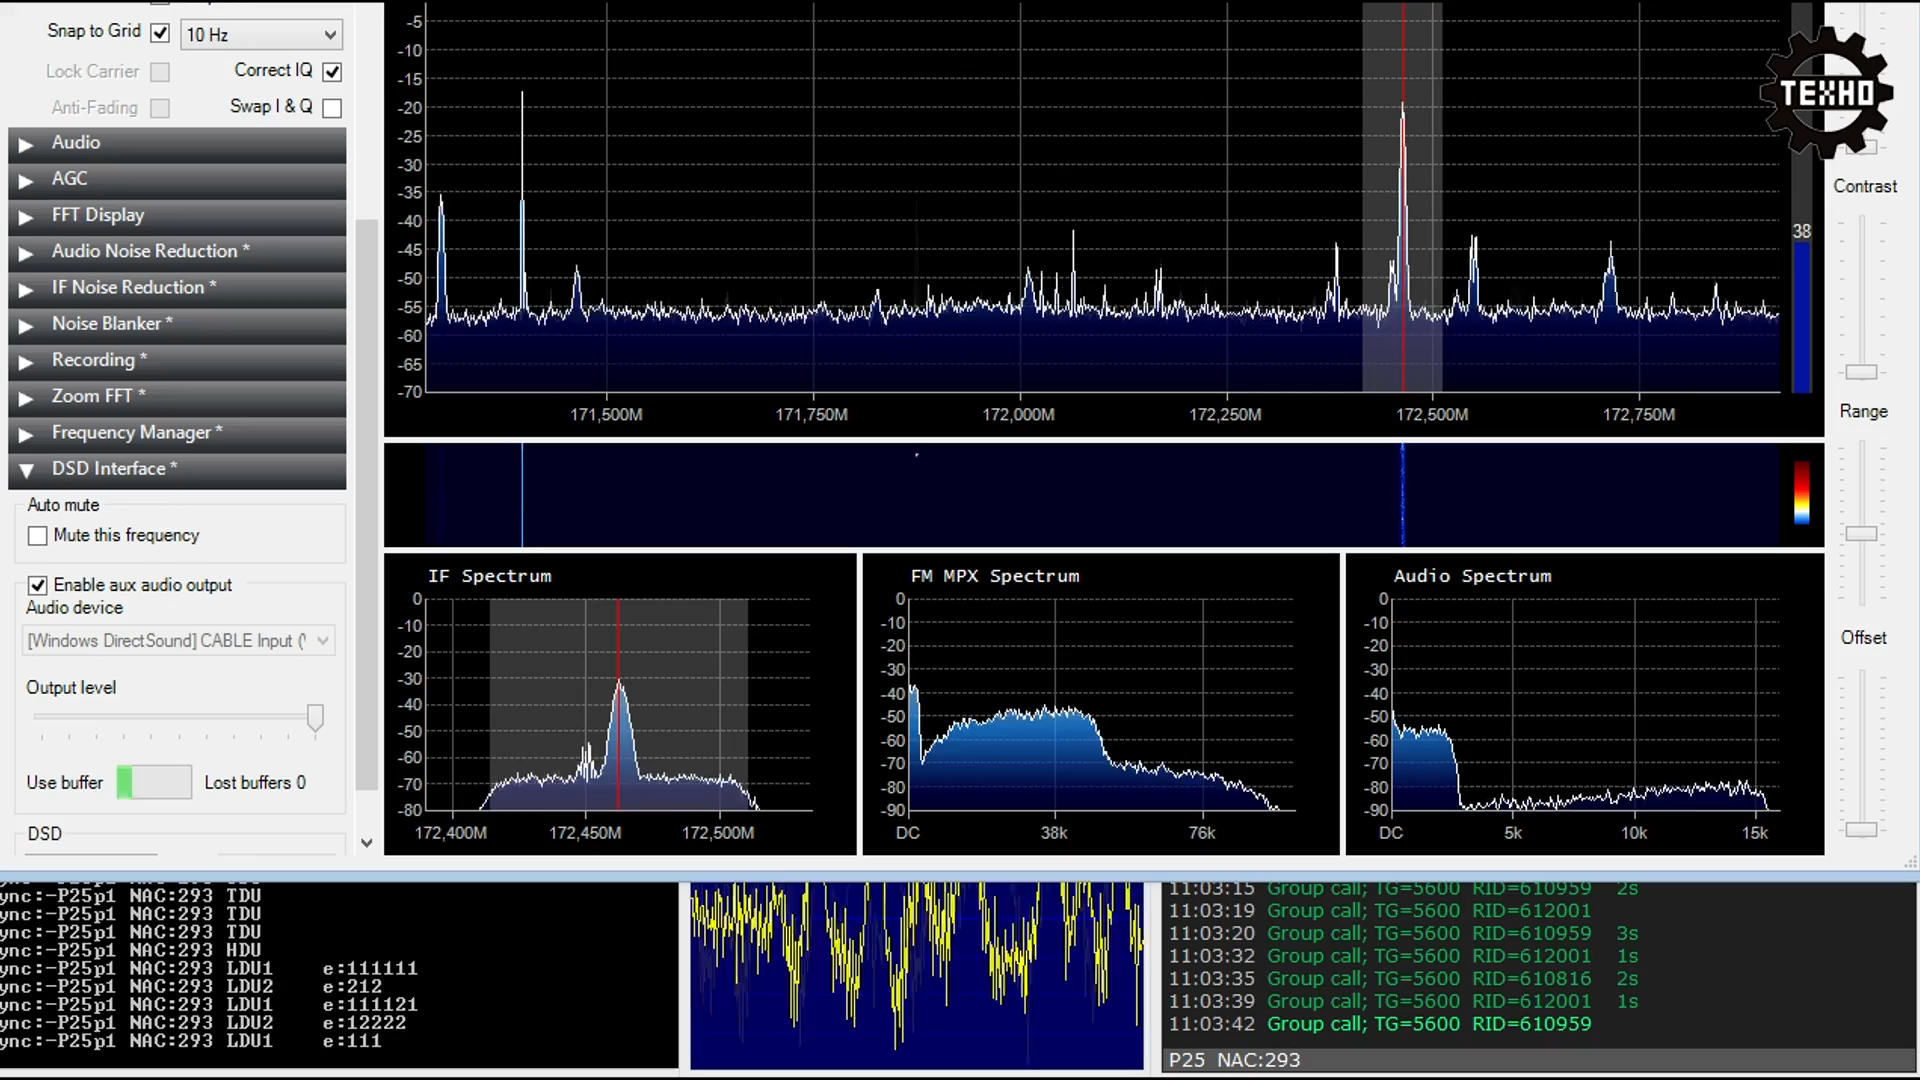 Snap to Grid
10 Hz
Lock Carrier
Correct IQ
Anti-Fading
Swap I & Q
Audio
AGC
FFT Display
Audio Noise Reduction *
IF Noise Reduction *
Noise Blanker *
Recording *
Zoom FFT *
Frequency Manager *
DSD Interface *
Auto mute
Mute this frequency
Enable aux audio output
Audio device
[Windows DirectSound] CABLE Input (
Output level
Use buffer
Lost buffers 0
DSD
-5
-10
-15
-20
-25
-30
-35
-40
-45
-50
-55
-60
-65
-70
171,500M 171,750M 172,000M 172,250M 172,500M 172,750M
38
ТЕХНО
Contrast
Range
Offset
IF Spectrum
0
-10
-20
-30
-40
-50
-60
-70
-80
172,400M 172,450M 172,500M
FM MPX Spectrum
0
-10
-20
-30
-40
-50
-60
-70
-80
-90
DC 38k 76k
Audio Spectrum
0
-10
-20
-30
-40
-50
-60
-70
-80
-90
DC 5k 10k 15k
ync:-P25p1 NAC:293 TDU
ync:-P25p1 NAC:293 TDU
ync:-P25p1 NAC:293 TDU
ync:-P25p1 NAC:293 HDU
ync:-P25p1 NAC:293 LDU1 e:111111
ync:-P25p1 NAC:293 LDU2 e:212
ync:-P25p1 NAC:293 LDU1 e:111121
ync:-P25p1 NAC:293 LDU2 e:12222
ync:-P25p1 NAC:293 LDU1 e:111
11:03:15 Group call; TG=5600 RID=610959 2s
11:03:19 Group call; TG=5600 RID=612001
11:03:20 Group call; TG=5600 RID=610959 3s
11:03:32 Group call; TG=5600 RID=612001 1s
11:03:35 Group call; TG=5600 RID=610816 2s
11:03:39 Group call; TG=5600 RID=612001 1s
11:03:42 Group call; TG=5600 RID=610959
P25 NAC:293